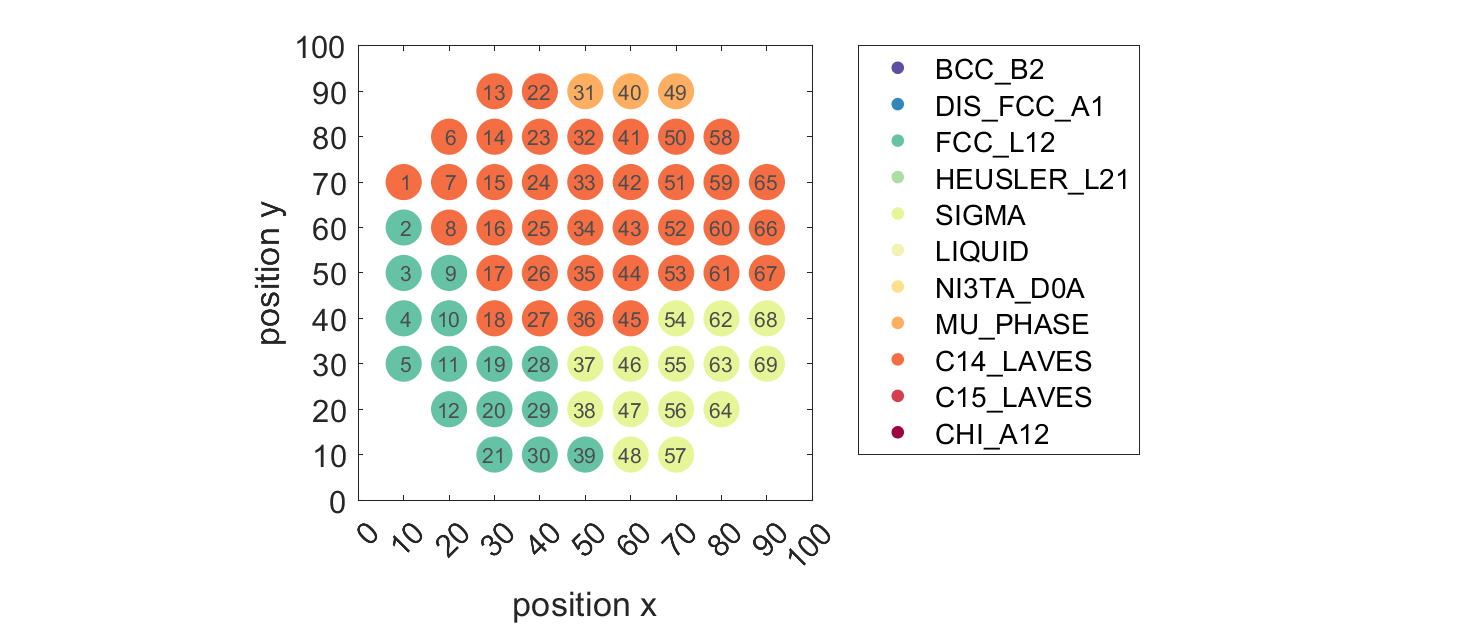 100
90
80
70
60
50
40
30
20
10
0
13 22 31 40 49
6 14 23 32 41 50 58
1 7 15 24 33 42 51 59 65
2 8 16 25 34 43 52 60 66
3 9 17 26 35 44 53 61 67
4 10 18 27 36 45 54 62 68
5 11 19 28 37 46 55 63 69
12 20 29 38 47 56 64
21 30 39 48 57
0 10 20 30 40 50 60 70 80 90 100
position x
position y
BCC_B2
DIS_FCC_A1
FCC_L12
HEUSLER_L21
SIGMA
LIQUID
NI3TA_D0A
MU_PHASE
C14_LAVES
C15_LAVES
CHI_A12